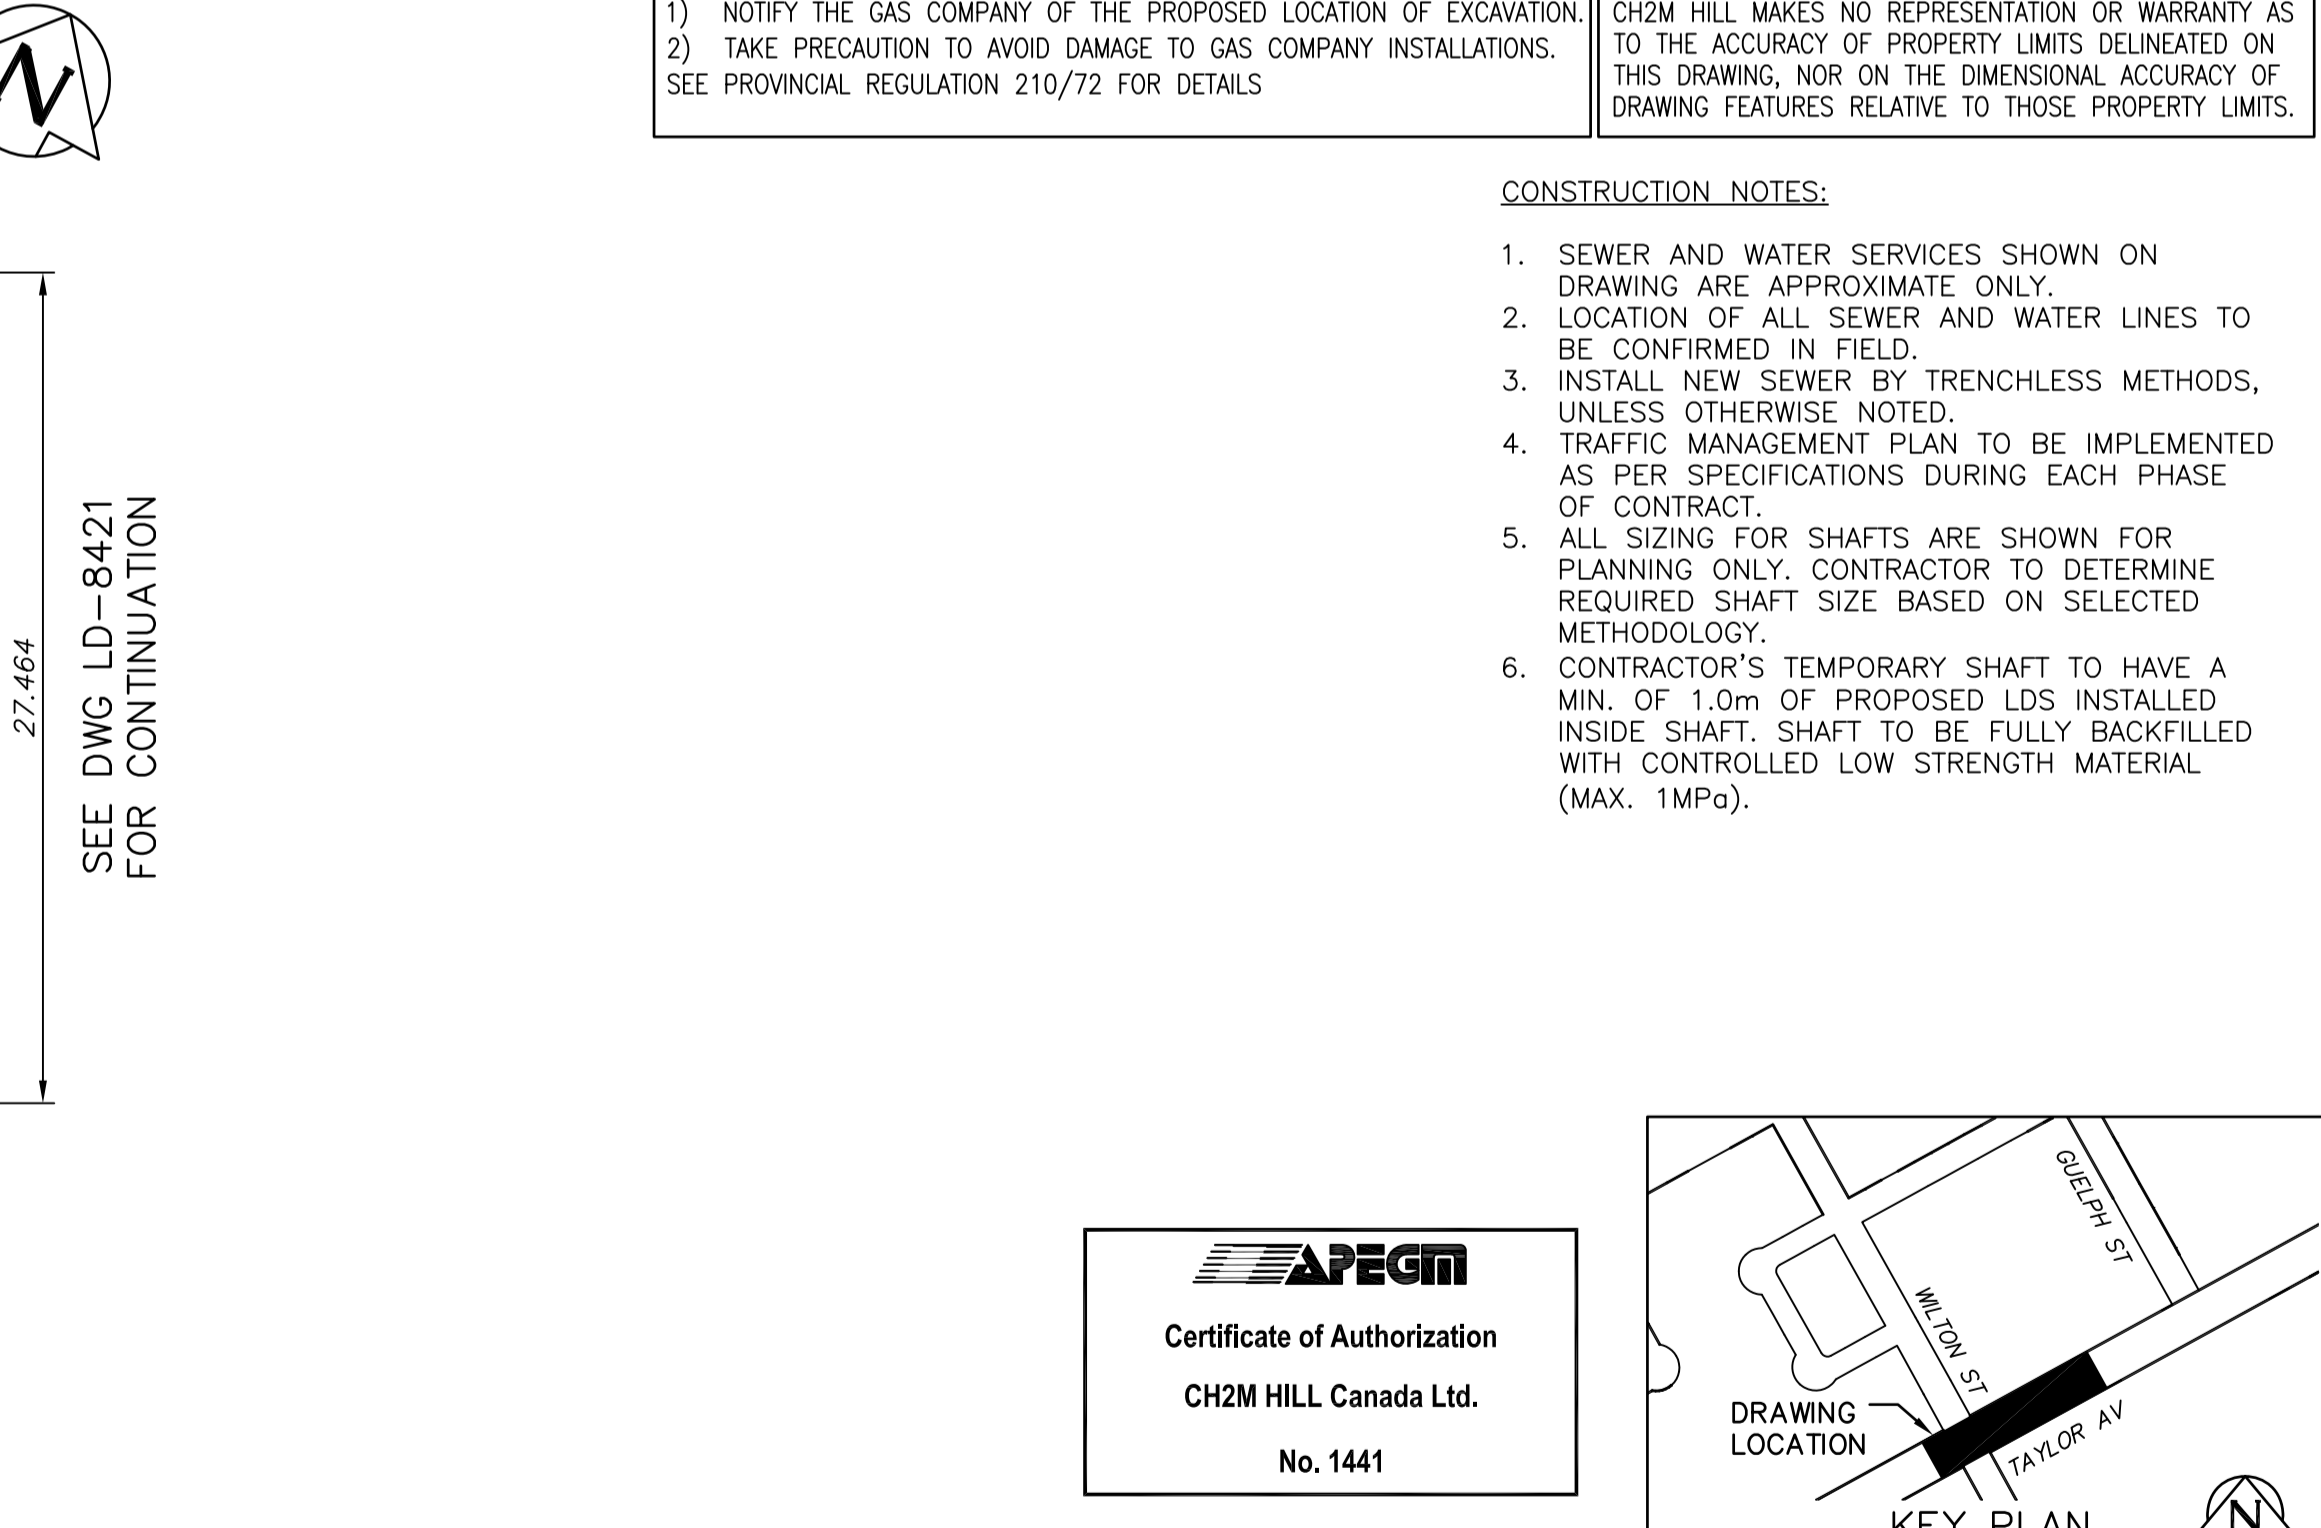 1) NOTIFY THE GAS COMPANY OF THE PROPOSED LOCATION OF EXCAVATION.
2) TAKE PRECAUTION TO AVOID DAMAGE TO GAS COMPANY INSTALLATIONS.
SEE PROVINCIAL REGULATION 210/72 FOR DETAILS
CH2M HILL MAKES NO REPRESENTATION OR WARRANTY AS
TO THE ACCURACY OF PROPERTY LIMITS DELINEATED ON
THIS DRAWING, NOR ON THE DIMENSIONAL ACCURACY OF
DRAWING FEATURES RELATIVE TO THOSE PROPERTY LIMITS.
N
CONSTRUCTION NOTES:
1. SEWER AND WATER SERVICES SHOWN ON
DRAWING ARE APPROXIMATE ONLY.
2. LOCATION OF ALL SEWER AND WATER LINES TO
BE CONFIRMED IN FIELD.
3. INSTALL NEW SEWER BY TRENCHLESS METHODS,
UNLESS OTHERWISE NOTED.
4. TRAFFIC MANAGEMENT PLAN TO BE IMPLEMENTED
AS PER SPECIFICATIONS DURING EACH PHASE
OF CONTRACT.
5. ALL SIZING FOR SHAFTS ARE SHOWN FOR
PLANNING ONLY. CONTRACTOR TO DETERMINE
REQUIRED SHAFT SIZE BASED ON SELECTED
METHODOLOGY.
6. CONTRACTOR'S TEMPORARY SHAFT TO HAVE A
MIN. OF 1.0m OF PROPOSED LDS INSTALLED
INSIDE SHAFT. SHAFT TO BE FULLY BACKFILLED
WITH CONTROLLED LOW STRENGTH MATERIAL
(MAX. 1MPa).
27.464
SEE DWG LD-8421
FOR CONTINUATION
APEGM
Certificate of Authorization
CH2M HILL Canada Ltd.
No. 1441
GUELPH ST
WILTON ST
DRAWING
LOCATION
TAYLOR AV
KEY PLAN
N